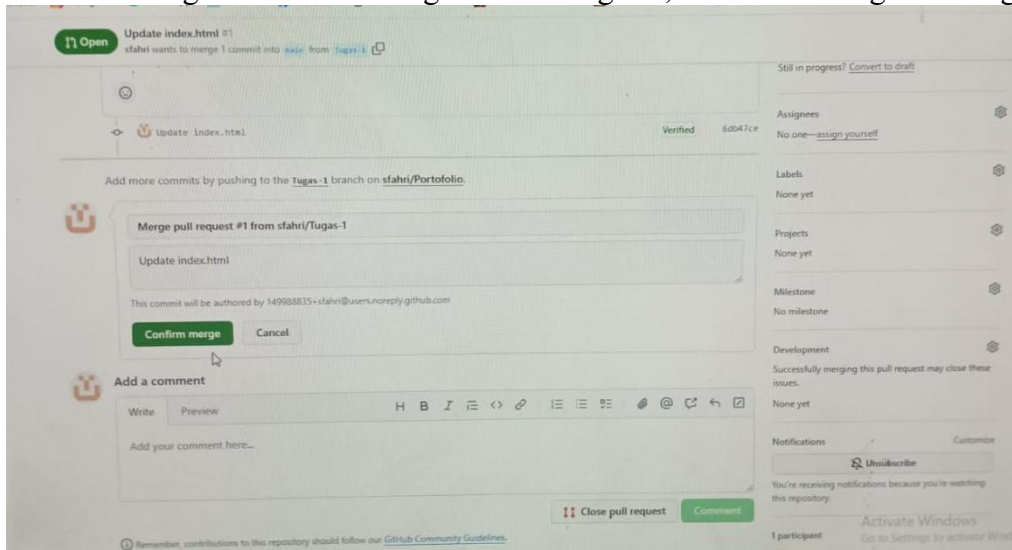 Open
Update index.html #1
sfahri wants to merge 1 commit into main from Tugas-1
Still in progress? Convert to draft
Update index.html
Verified
6db47ce
Assignees
No one—assign yourself
Add more commits by pushing to the Tugas-1 branch on sfahri/Portofolio.
Labels
None yet
Merge pull request #1 from sfahri/Tugas-1
Update index.html
Projects
None yet
This commit will be authored by 149988835+sfahri@users.noreply.github.com
Milestone
No milestone
Confirm merge
Cancel
Development
Successfully merging this pull request may close these
issues.
None yet
Add a comment
Write
Preview
H B I
Add your comment here...
Notifications
Customize
Unsubscribe
You're receiving notifications because you're watching
this repository.
Close pull request
Comment
1 participant
Activate Windows
Go to Settings to activate Wind
Remember, contributions to this repository should follow our GitHub Community Guidelines.